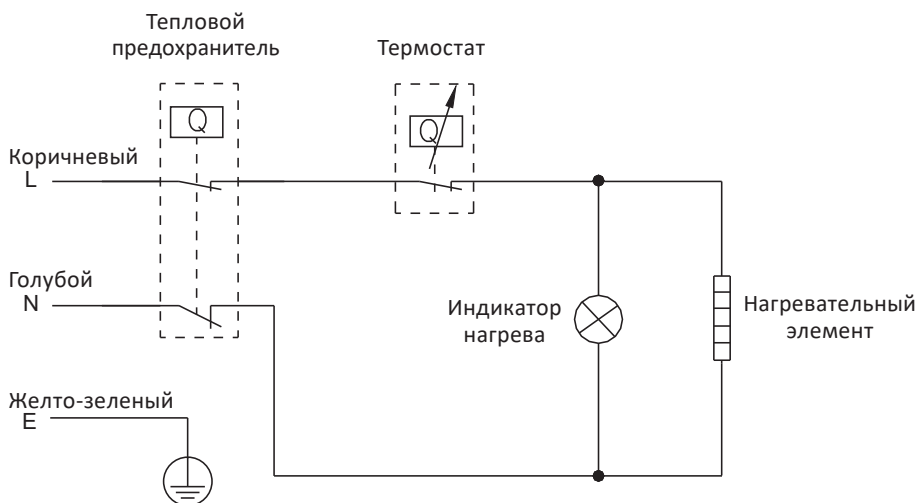 Тепловой
предохранитель
Термостат
Q
Q
Коричневый
L
Голубой
N
Индикатор
нагрева
Нагревательный
элемент
Желто-зеленый
E